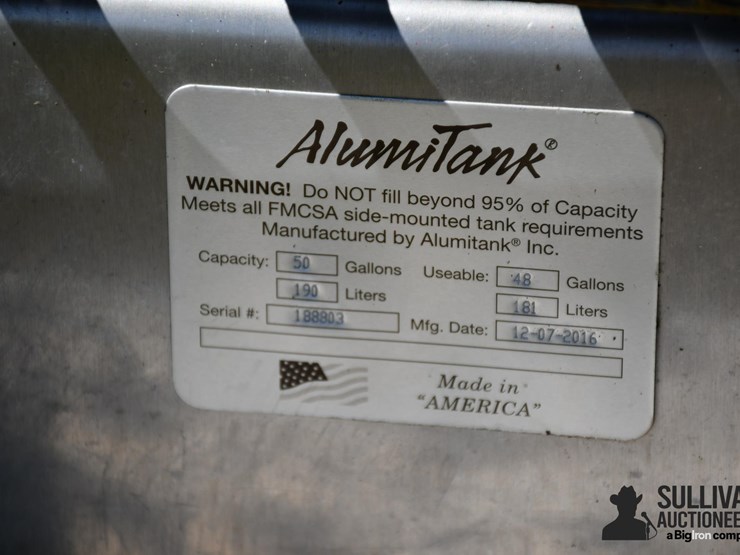 AlumiTank®
WARNING! Do NOT fill beyond 95% of Capacity
Meets all FMCSA side-mounted tank requirements
Manufactured by Alumitank® Inc.
Capacity: 50 Gallons Useable: 48 Gallons
190 Liters 181 Liters
Serial #: 188803 Mfg. Date: 12-07-2016
Made in
"AMERICA"
SULLIVA
AUCTIONEE
a BigIron comp